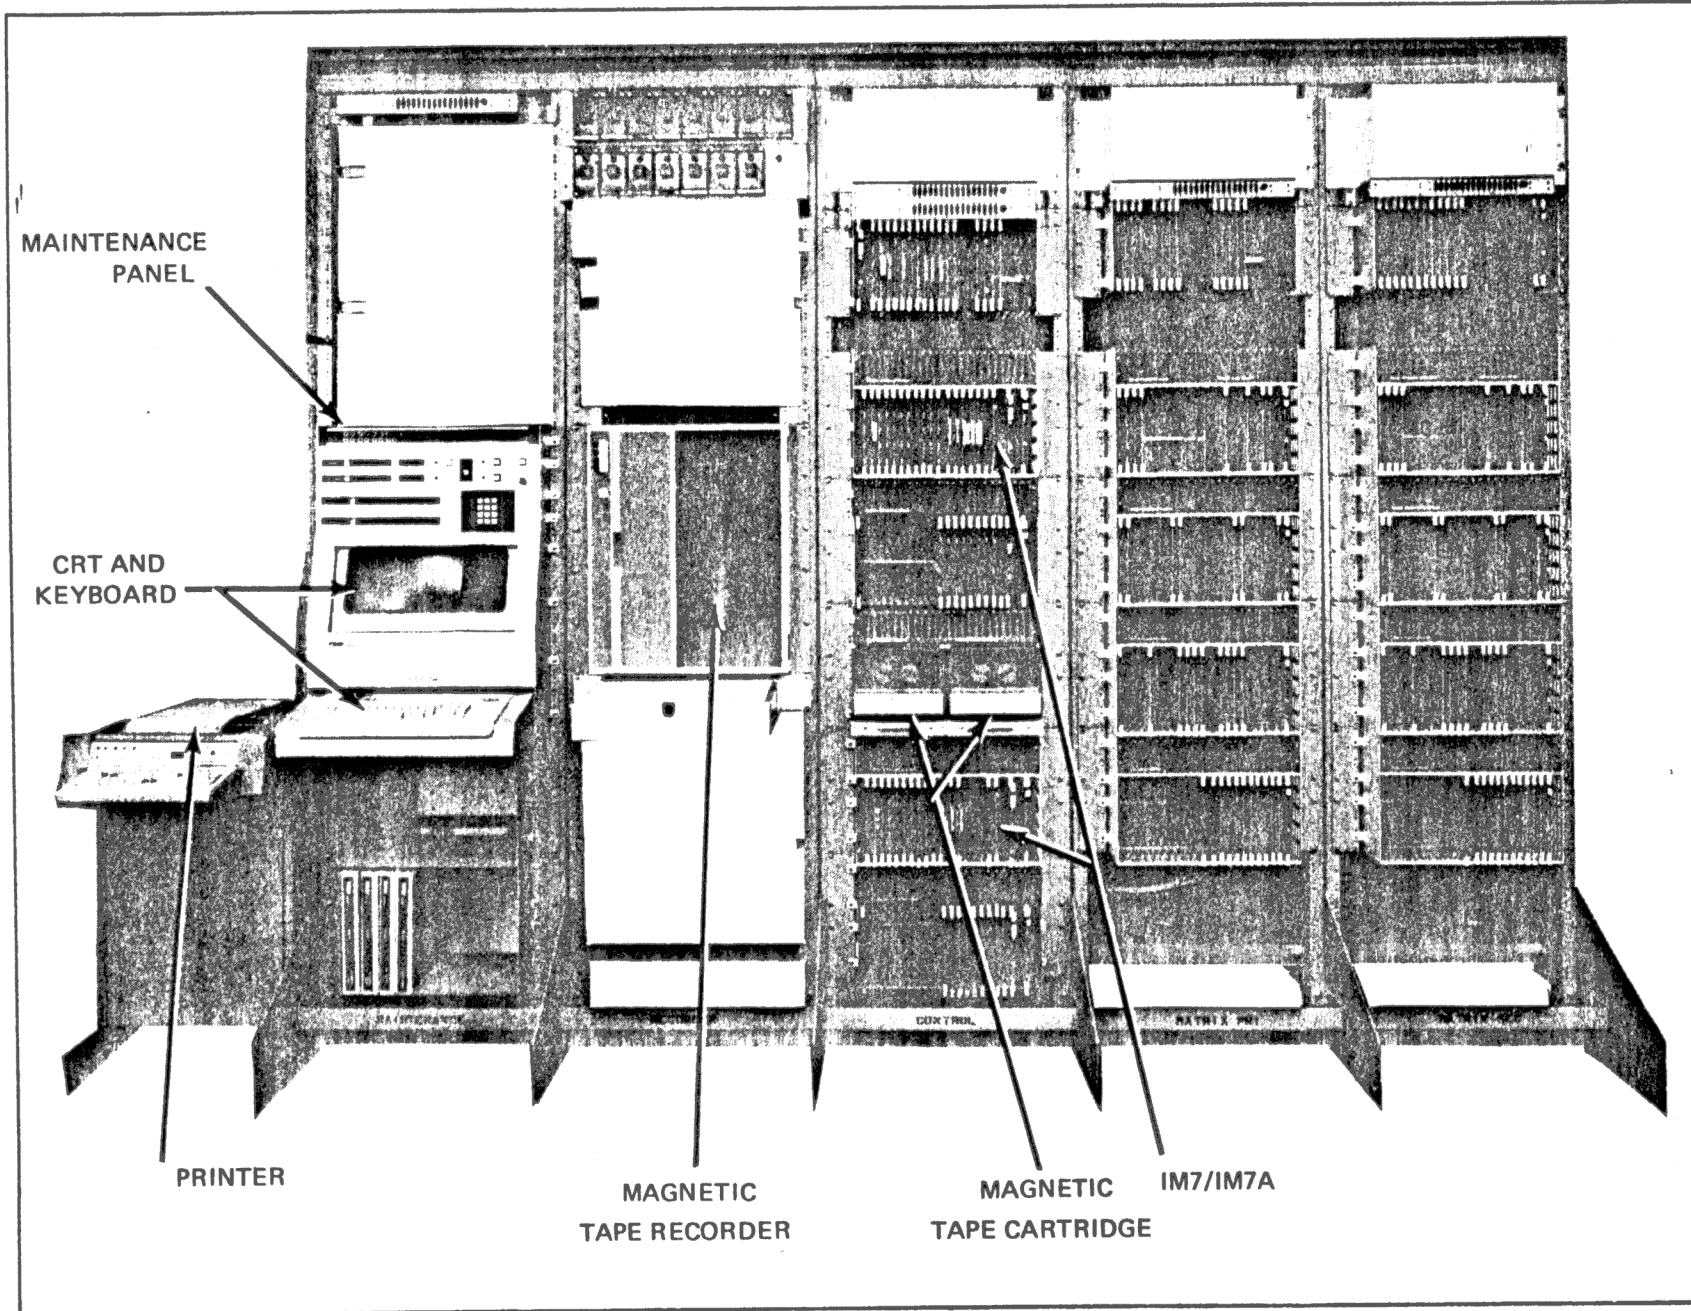 MAINTENANCE
PANEL
CRT AND
KEYBOARD
CONTROL
PRINTER
MAGNETIC
TAPE RECORDER
MAGNETIC
TAPE CARTRIDGE
IM7/IM7A